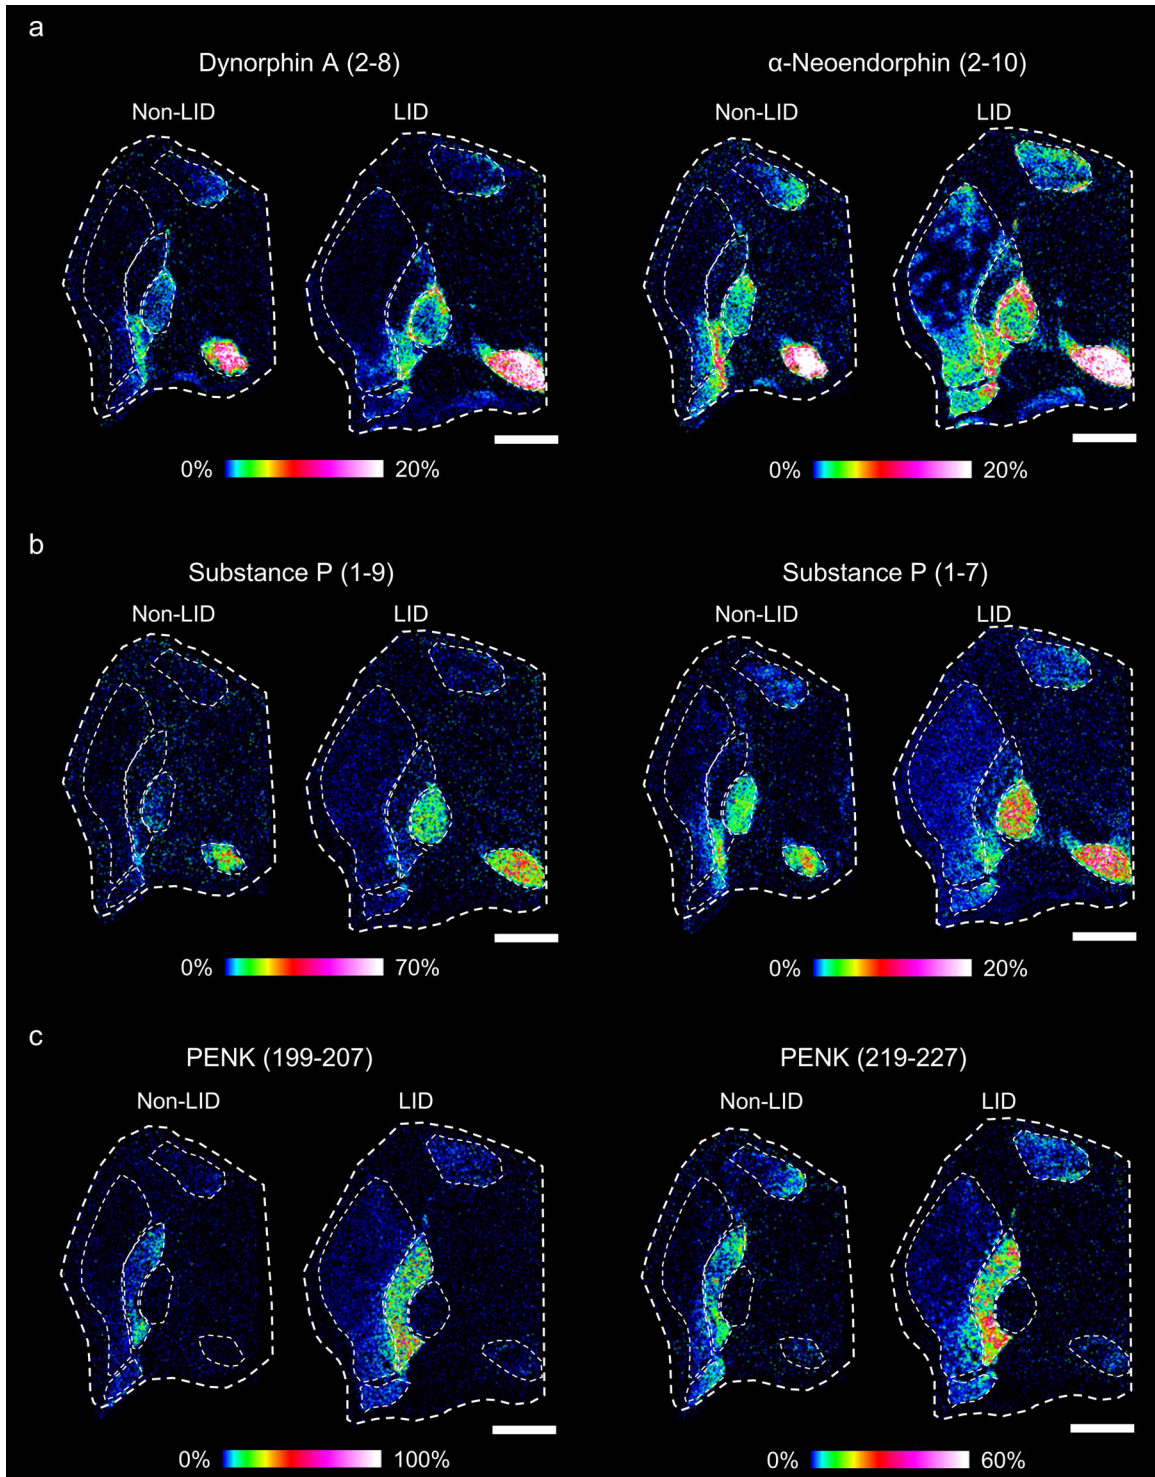 a
Dynorphin A (2-8)
α-Neoendorphin (2-10)
Non-LID
LID
Non-LID
LID
0%
20%
0%
20%
b
Substance P (1-9)
Substance P (1-7)
Non-LID
LID
Non-LID
LID
0%
70%
0%
20%
c
PENK (199-207)
PENK (219-227)
Non-LID
LID
Non-LID
LID
0%
100%
0%
60%